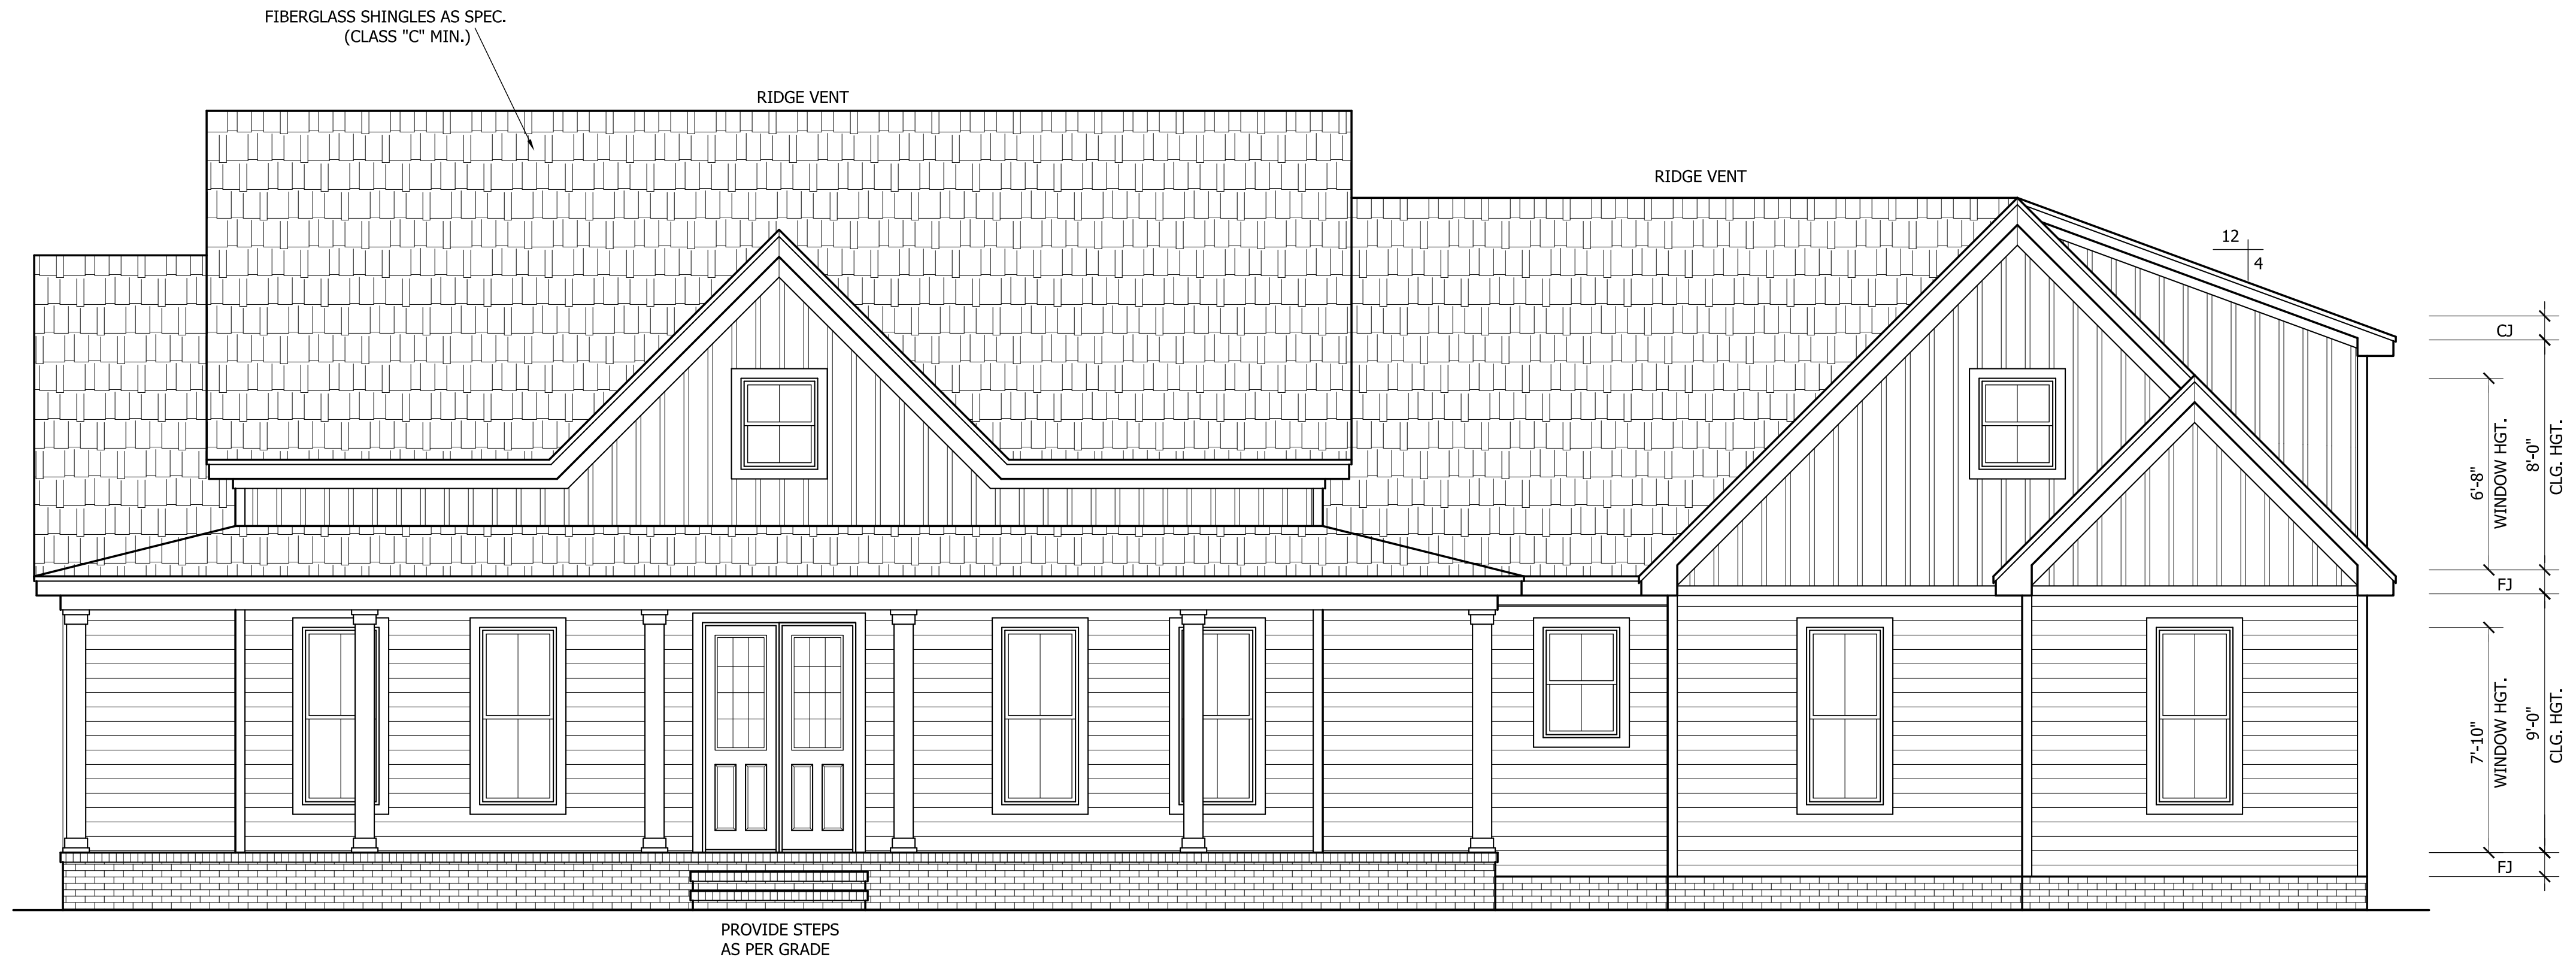 FIBERGLASS SHINGLES AS SPEC.
(CLASS "C" MIN.)
RIDGE VENT
RIDGE VENT
12
4
CJ
6'-8"
WINDOW HGT.
8'-0"
CLG. HGT.
FJ
7'-10"
WINDOW HGT.
9'-0"
CLG. HGT.
FJ
PROVIDE STEPS
AS PER GRADE